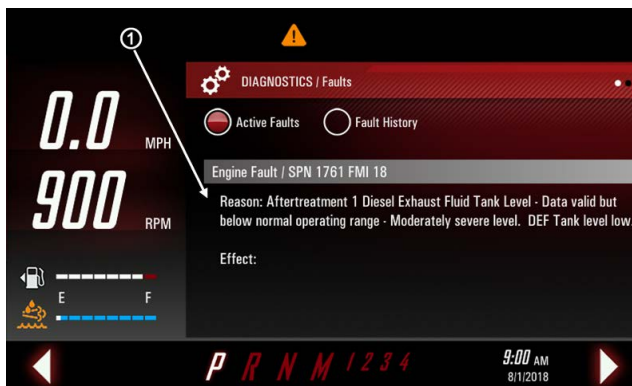 1
DIAGNOSTICS / Faults
Active Faults Fault History
0.0 MPH
Engine Fault / SPN 1761 FMI 18
Reason: Aftertreatment 1 Diesel Exhaust Fluid Tank Level - Data valid but
below normal operating range - Moderately severe level. DEF Tank level low.
900 RPM
Effect:
E F
P R N M 1 2 3 4
9:00 AM
8/1/2018